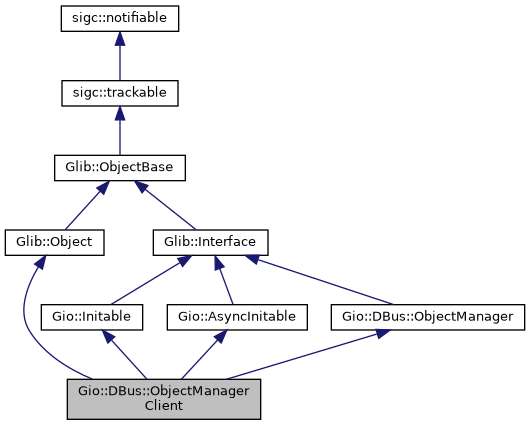 sigc::notifiable
sigc::trackable
Glib::ObjectBase
Glib::Object
Glib::Interface
Gio::Initable
Gio::AsyncInitable
Gio::DBus::ObjectManager
Gio::DBus::ObjectManager
Client